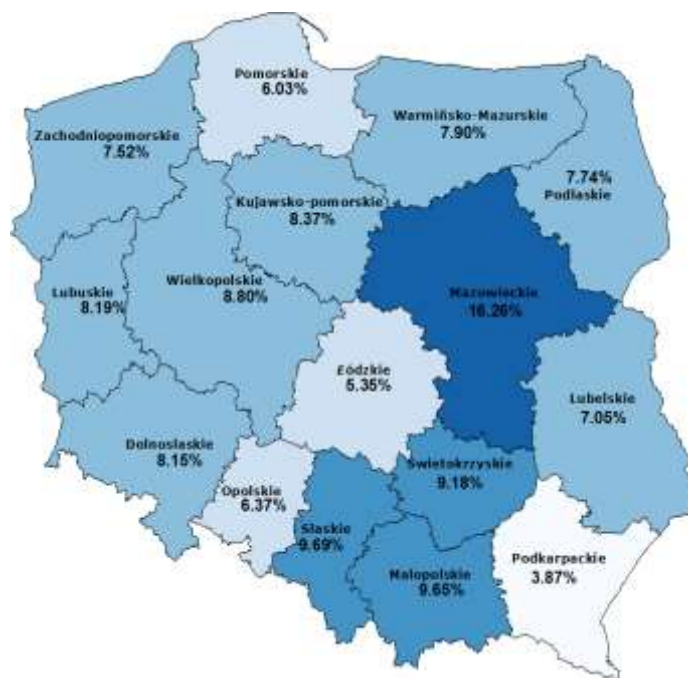 Pomorskie
6.03%
Warmińsko-Mazurskie
7.90%
Zachodniopomorskie
7.52%
7.74%
Podlaskie
Kujawsko-pomorskie
8.37%
Wielkopolskie
8.80%
Lubuskie
8.19%
Mazowieckie
16.26%
Łódzkie
5.35%
Lubelskie
7.05%
Dolnoslaskie
8.15%
Swietokrzyskie
9.18%
Opolskie
6.37%
Slaskie
9.69%
Malopolskie
9.65%
Podkarpackie
3.87%